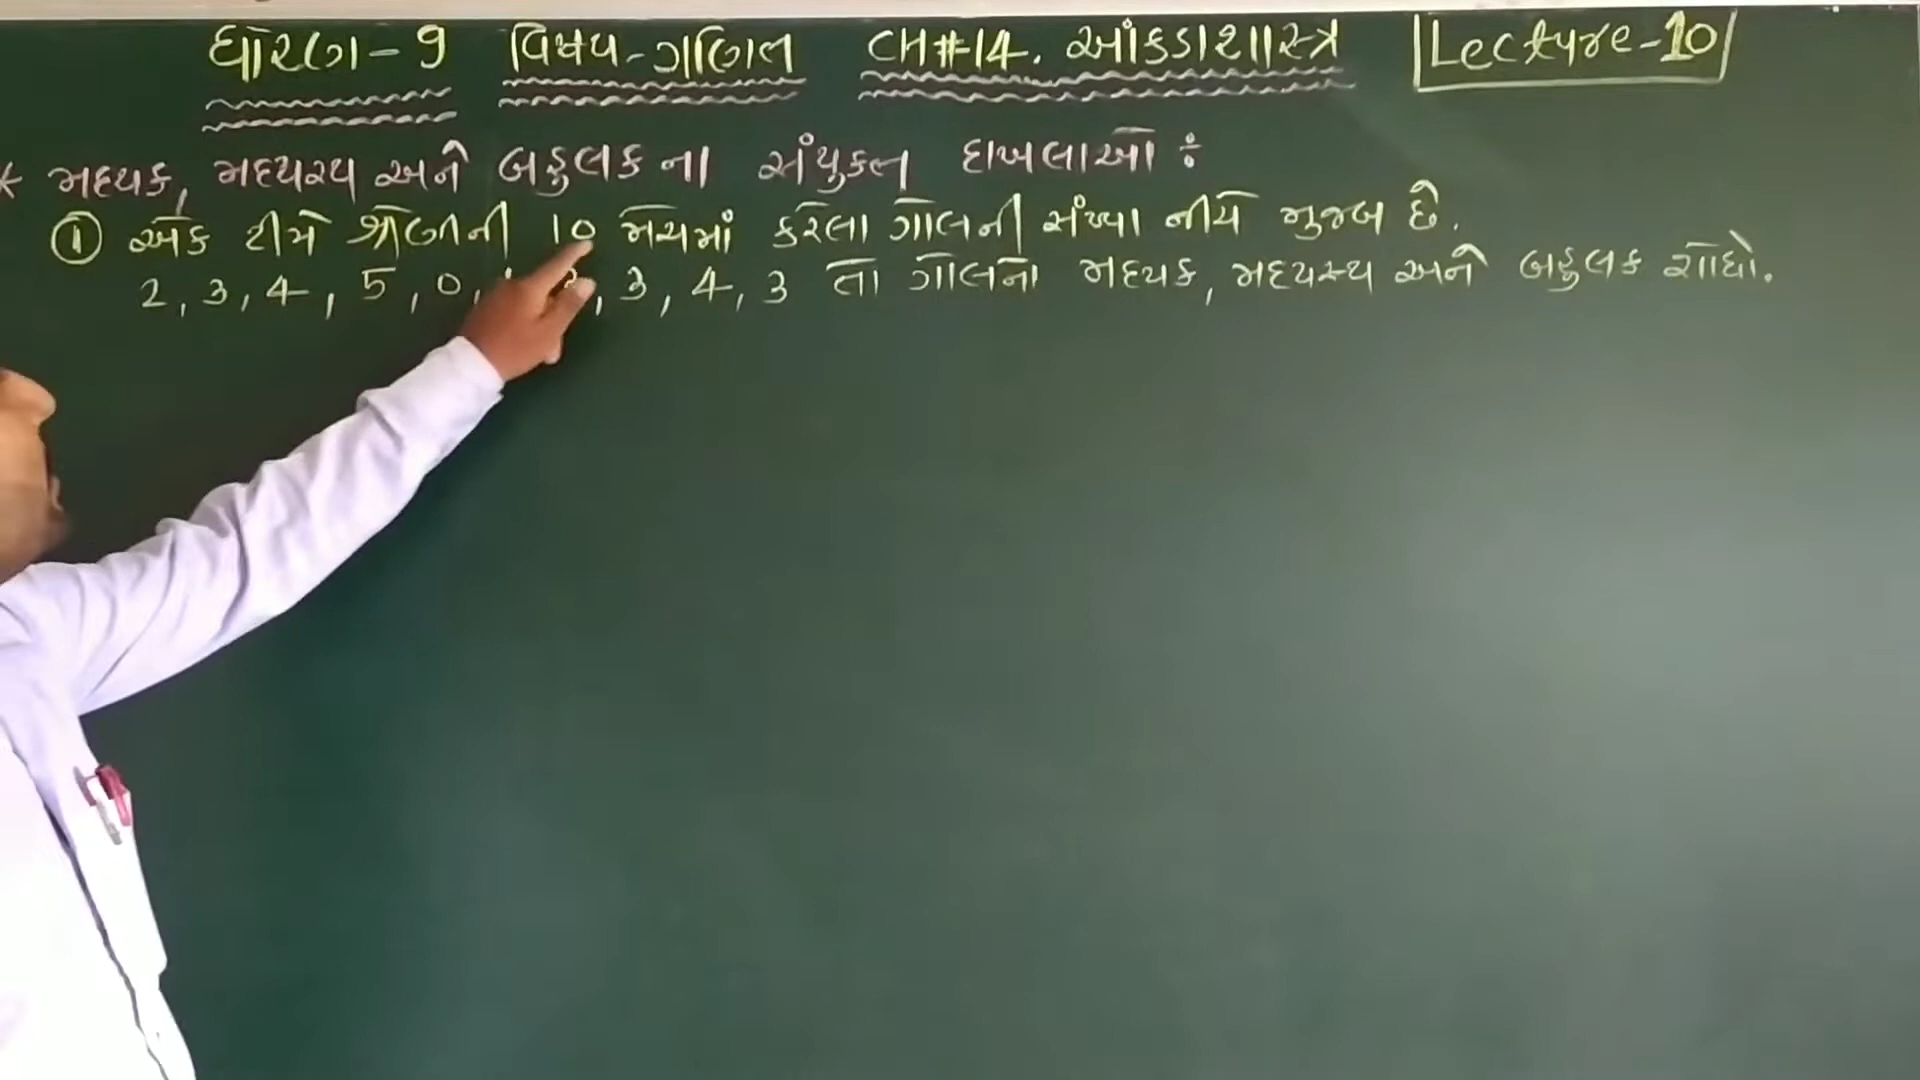 ધોરણ - 9 વિષય - ગણિત CH#14. આંકડાશાસ્ત્ર Lecture-10
* મધ્યક, મધ્યસ્થ અને બહુલક ના સંયુક્ત દાખલાઓ :
① એક ટીમે શ્રેણીની 10 મેચમાં કરેલા ગોલની સંખ્યા નીચે મુજબ છે.
2, 3, 4, 5, 0, 3, 4, 3 તો ગોલના મધ્યક, મધ્યસ્થ અને બહુલક શોધો.